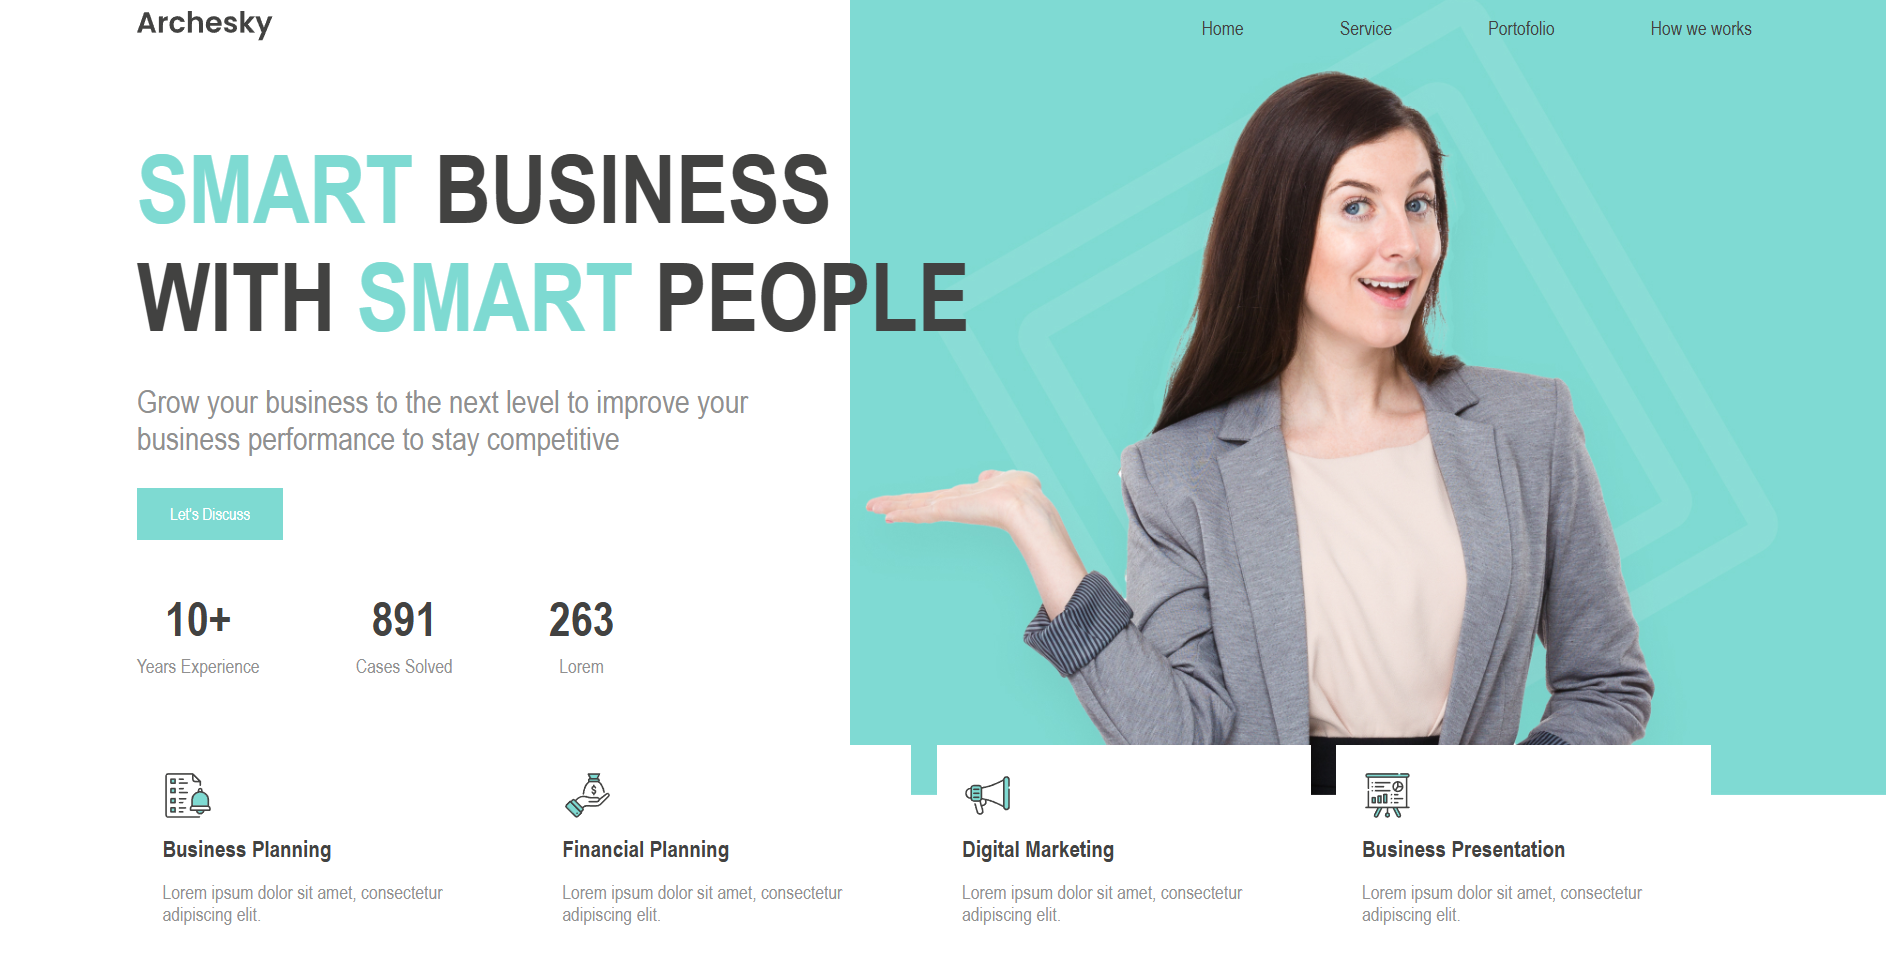 Archesky
Home
Service
Portofolio
How we works
SMART BUSINESS
WITH SMART PEOPLE
Grow your business to the next level to improve your
business performance to stay competitive
Let's Discuss
10+
Years Experience
891
Cases Solved
263
Lorem
Business Planning
Lorem ipsum dolor sit amet, consectetur
adipiscing elit.
Financial Planning
Lorem ipsum dolor sit amet, consectetur
adipiscing elit.
Digital Marketing
Lorem ipsum dolor sit amet, consectetur
adipiscing elit.
Business Presentation
Lorem ipsum dolor sit amet, consectetur
adipiscing elit.